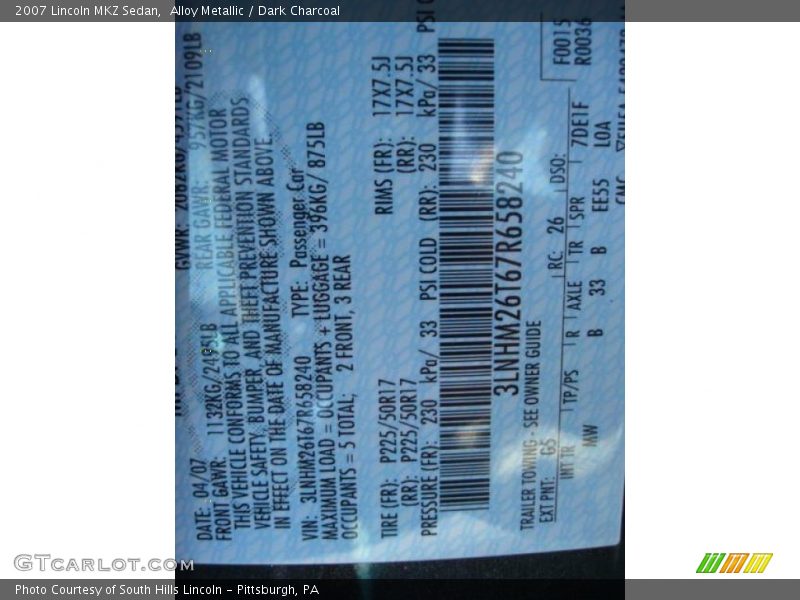 2007 Lincoln MKZ Sedan,  Alloy Metallic / Dark Charcoal
DATE: 04/07
FRONT GAWR: 1132KG/2495LB REAR GAWR: 957KG/2109LB
THIS VEHICLE CONFORMS TO ALL APPLICABLE FEDERAL MOTOR
VEHICLE SAFETY, BUMPER, AND THEFT PREVENTION STANDARDS
IN EFFECT ON THE DATE OF MANUFACTURE SHOWN ABOVE.
VIN: 3LNHM26T67R658240 TYPE: Passenger Car
MAXIMUM LOAD = OCCUPANTS + LUGGAGE = 396KG/ 875LB
OCCUPANTS = 5 TOTAL; 2 FRONT, 3 REAR
TIRE (FR): P225/50R17 RIMS (FR): 17X7.5J
(RR): P225/50R17 (RR): 17X7.5J
PRESSURE (FR): 230 kPa/ 33 PSI COLD (RR): 230 kPa/ 33 PSI
3LNHM26T67R658240
TRAILER TOWING - SEE OWNER GUIDE
F0015
R0036
EXT PNT: G5 RC: 26 DSO:
INT TR TP/PS R AXLE TR SPR 7DE1F
MW B 33 B EE55 L0A
GTCarlot.com
Photo Courtesy of South Hills Lincoln - Pittsburgh, PA